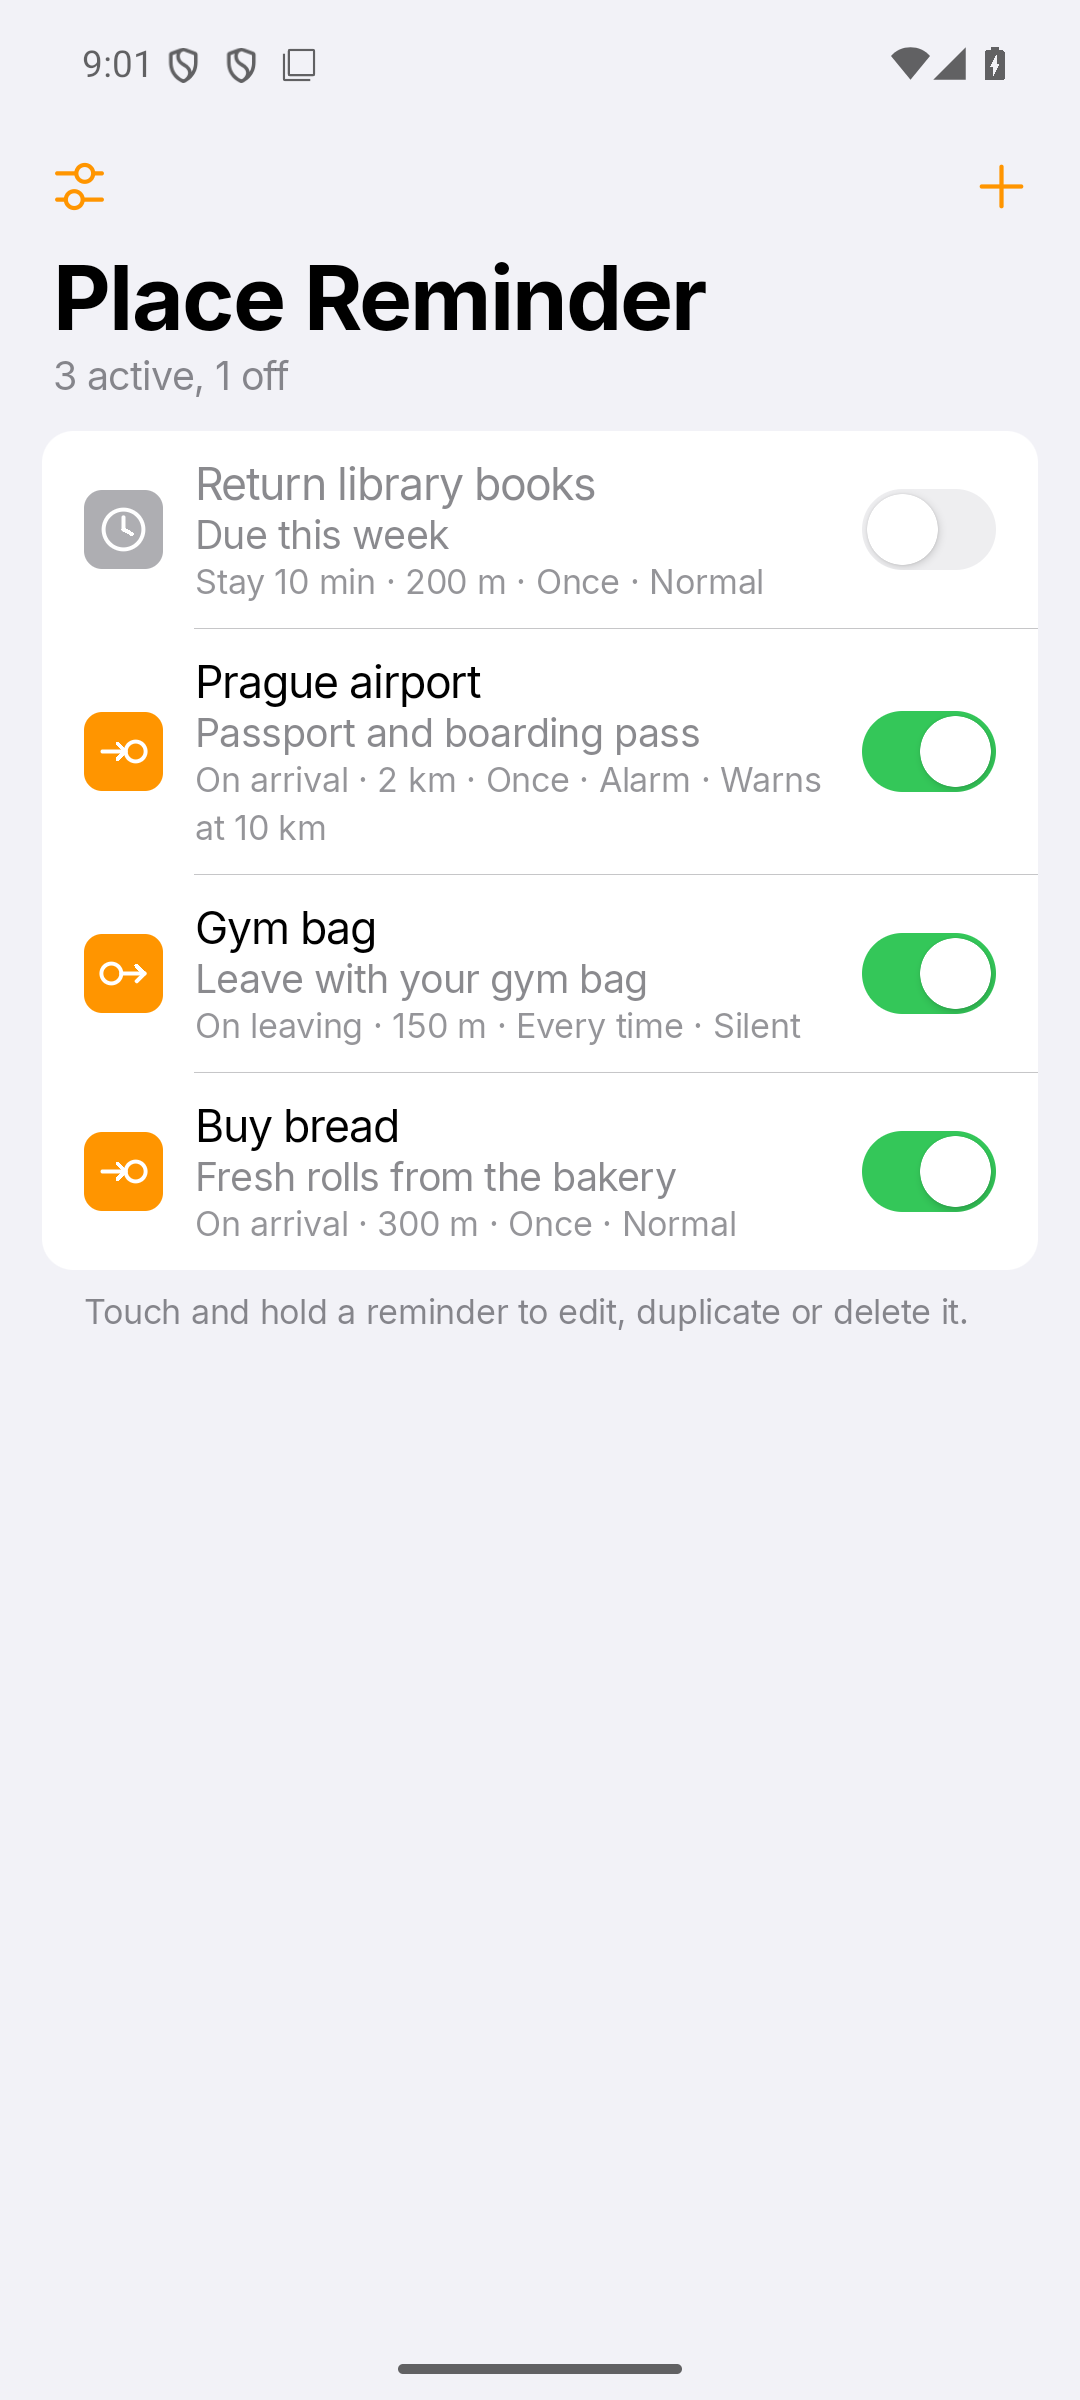 9:01
Place Reminder
3 active, 1 off
Return library books
Due this week
Stay 10 min · 200 m · Once · Normal
Prague airport
Passport and boarding pass
On arrival · 2 km · Once · Alarm · Warns
at 10 km
Gym bag
Leave with your gym bag
On leaving · 150 m · Every time · Silent
Buy bread
Fresh rolls from the bakery
On arrival · 300 m · Once · Normal
Touch and hold a reminder to edit, duplicate or delete it.